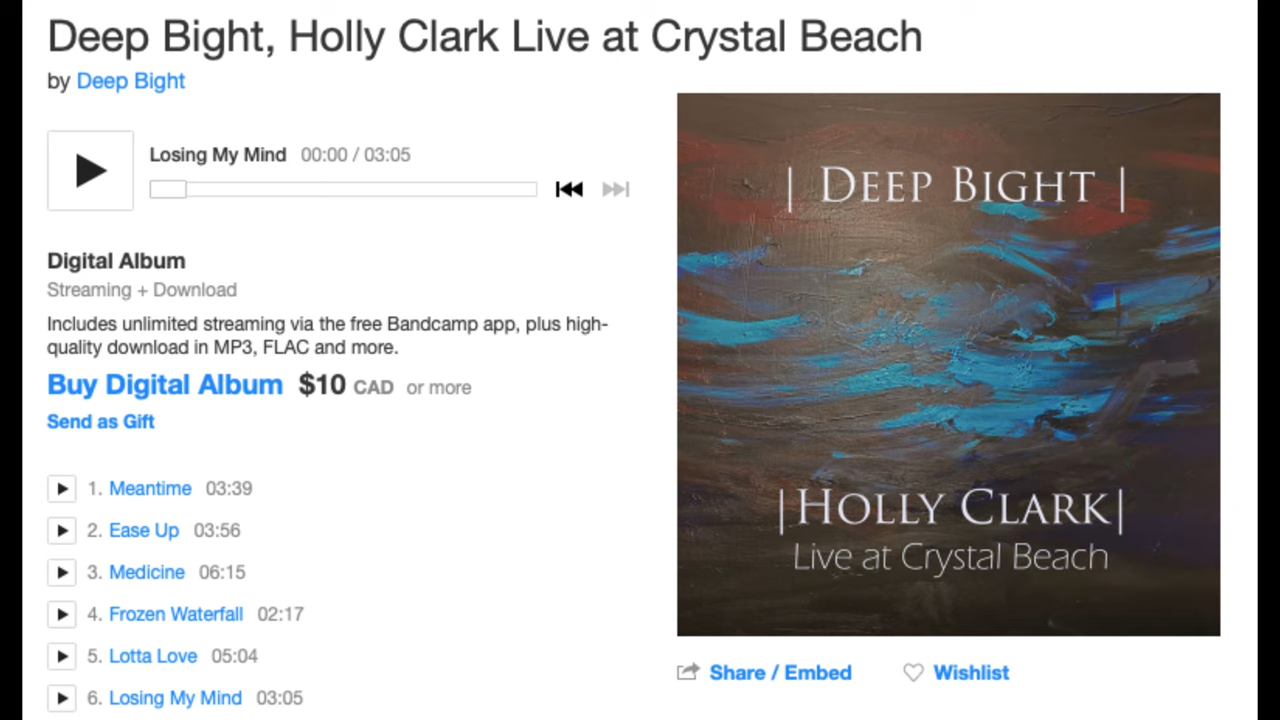 Deep Bight, Holly Clark Live at Crystal Beach
by Deep Bight
Losing My Mind 00:00 / 03:05
Digital Album
Streaming + Download
Includes unlimited streaming via the free Bandcamp app, plus high-
quality download in MP3, FLAC and more.
Buy Digital Album $10 CAD or more
Send as Gift
1. Meantime 03:39
2. Ease Up 03:56
3. Medicine 06:15
4. Frozen Waterfall 02:17
5. Lotta Love 05:04
6. Losing My Mind 03:05
| DEEP BIGHT |
|HOLLY CLARK|
Live at Crystal Beach
Share / Embed Wishlist